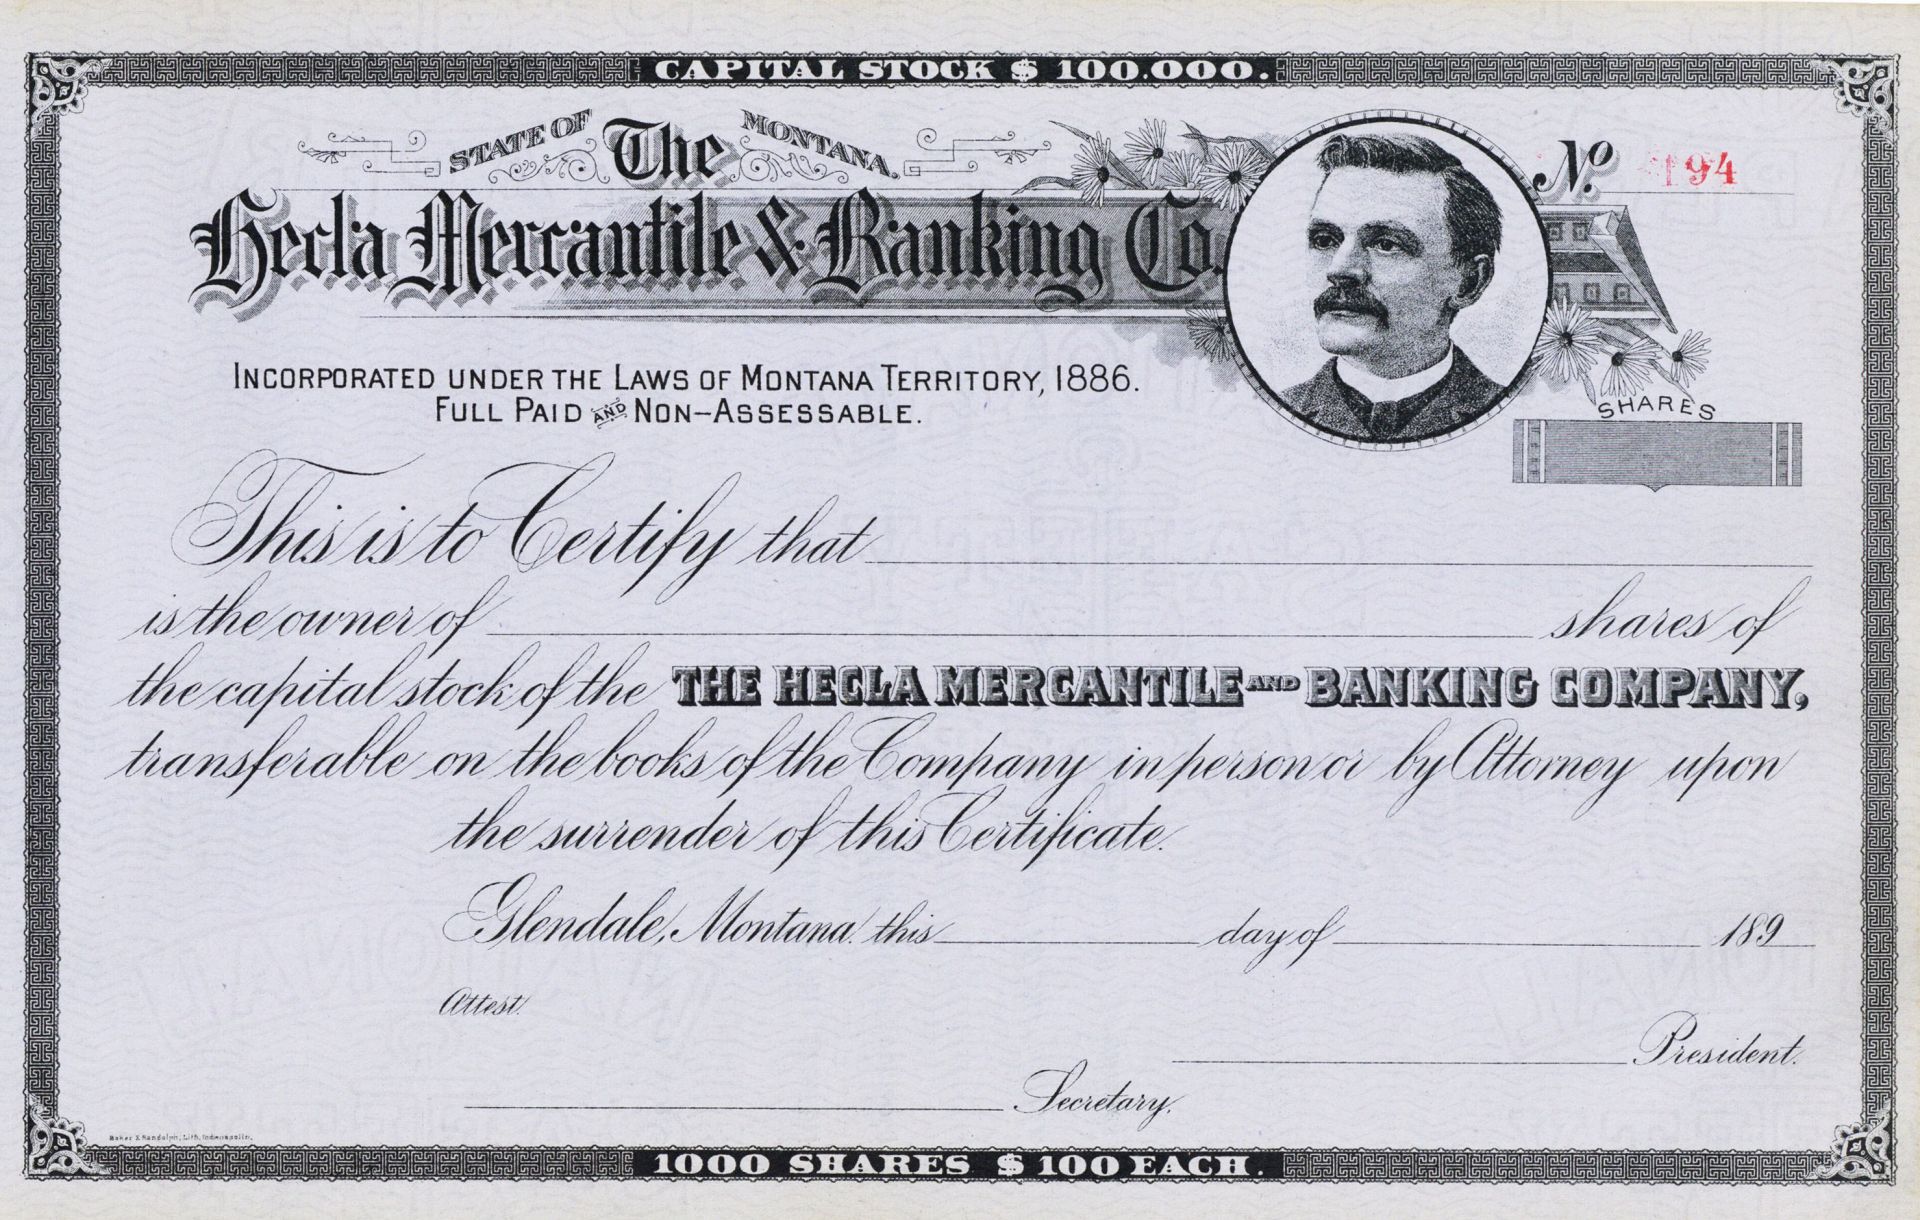 CAPITAL STOCK $ 100.000.
STATE OF The MONTANA.
Hecla Mercantile & Banking Co.
No. 194
INCORPORATED UNDER THE LAWS OF MONTANA TERRITORY, 1886.
FULL PAID AND NON-ASSESSABLE.
SHARES
This is to Certify that
is the owner of shares of
the capital stock of the THE HECLA MERCANTILE AND BANKING COMPANY,
transferable on the books of the Company in person or by Attorney upon
the surrender of this Certificate.
Glendale, Montana. this day of 189
Attest.
President.
Secretary.
Baker & Randolph, Lith. Indianapolis.
1000 SHARES $ 100 EACH.